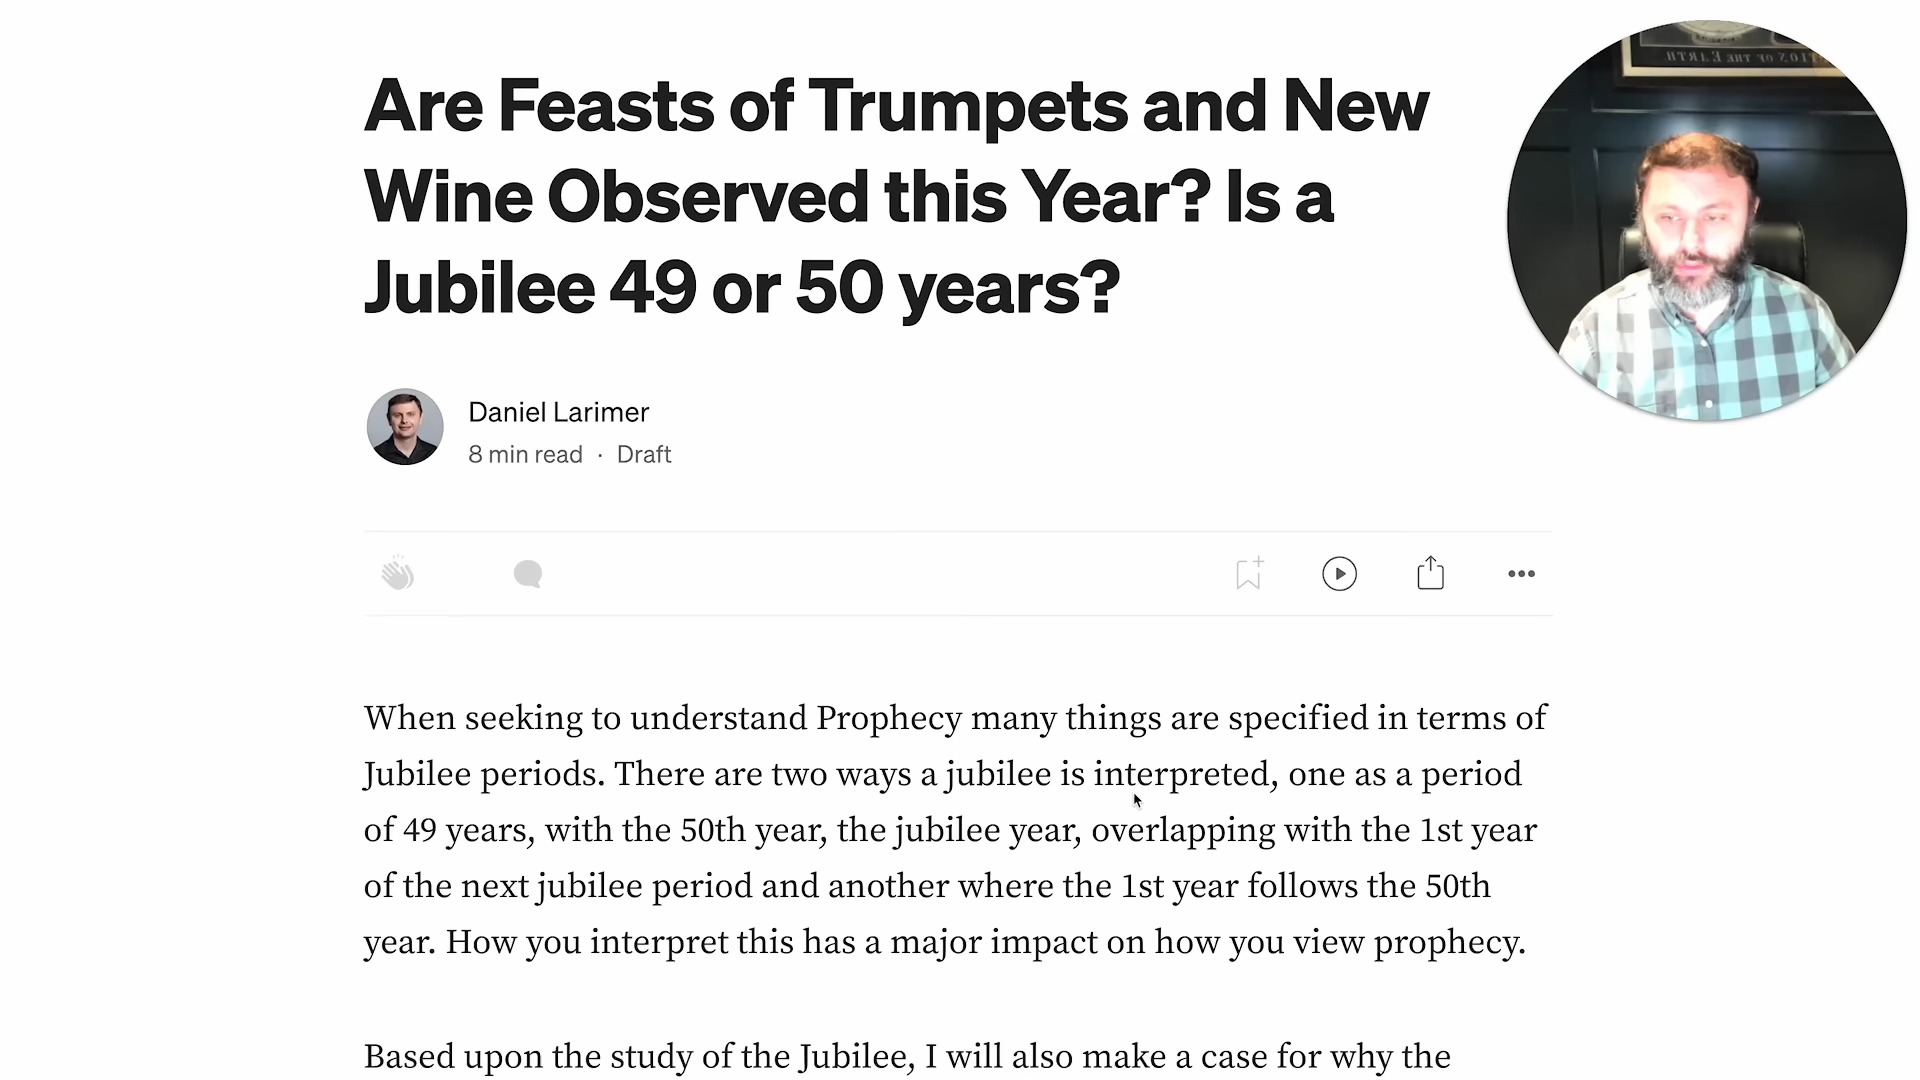 Are Feasts of Trumpets and New
Wine Observed this Year? Is a
Jubilee 49 or 50 years?
Daniel Larimer
8 min read · Draft
When seeking to understand Prophecy many things are specified in terms of
Jubilee periods. There are two ways a jubilee is interpreted, one as a period
of 49 years, with the 50th year, the jubilee year, overlapping with the 1st year
of the next jubilee period and another where the 1st year follows the 50th
year. How you interpret this has a major impact on how you view prophecy.
Based upon the study of the Jubilee, I will also make a case for why the